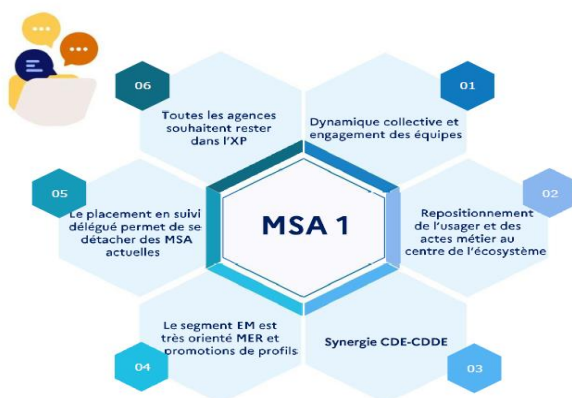 01
Dynamique collective et
engagement des équipes
02
Repositionnement
de l'usager et des
actes métier au
centre de l'écosystème
03
Synergie CDE-CDDE
04
Le segment EM est
très orienté MER et
promotions de profils
05
Le placement en suivi
délégué permet de se
détacher des MSA
actuelles
06
Toutes les agences
souhaitent rester
dans l'XP
MSA 1